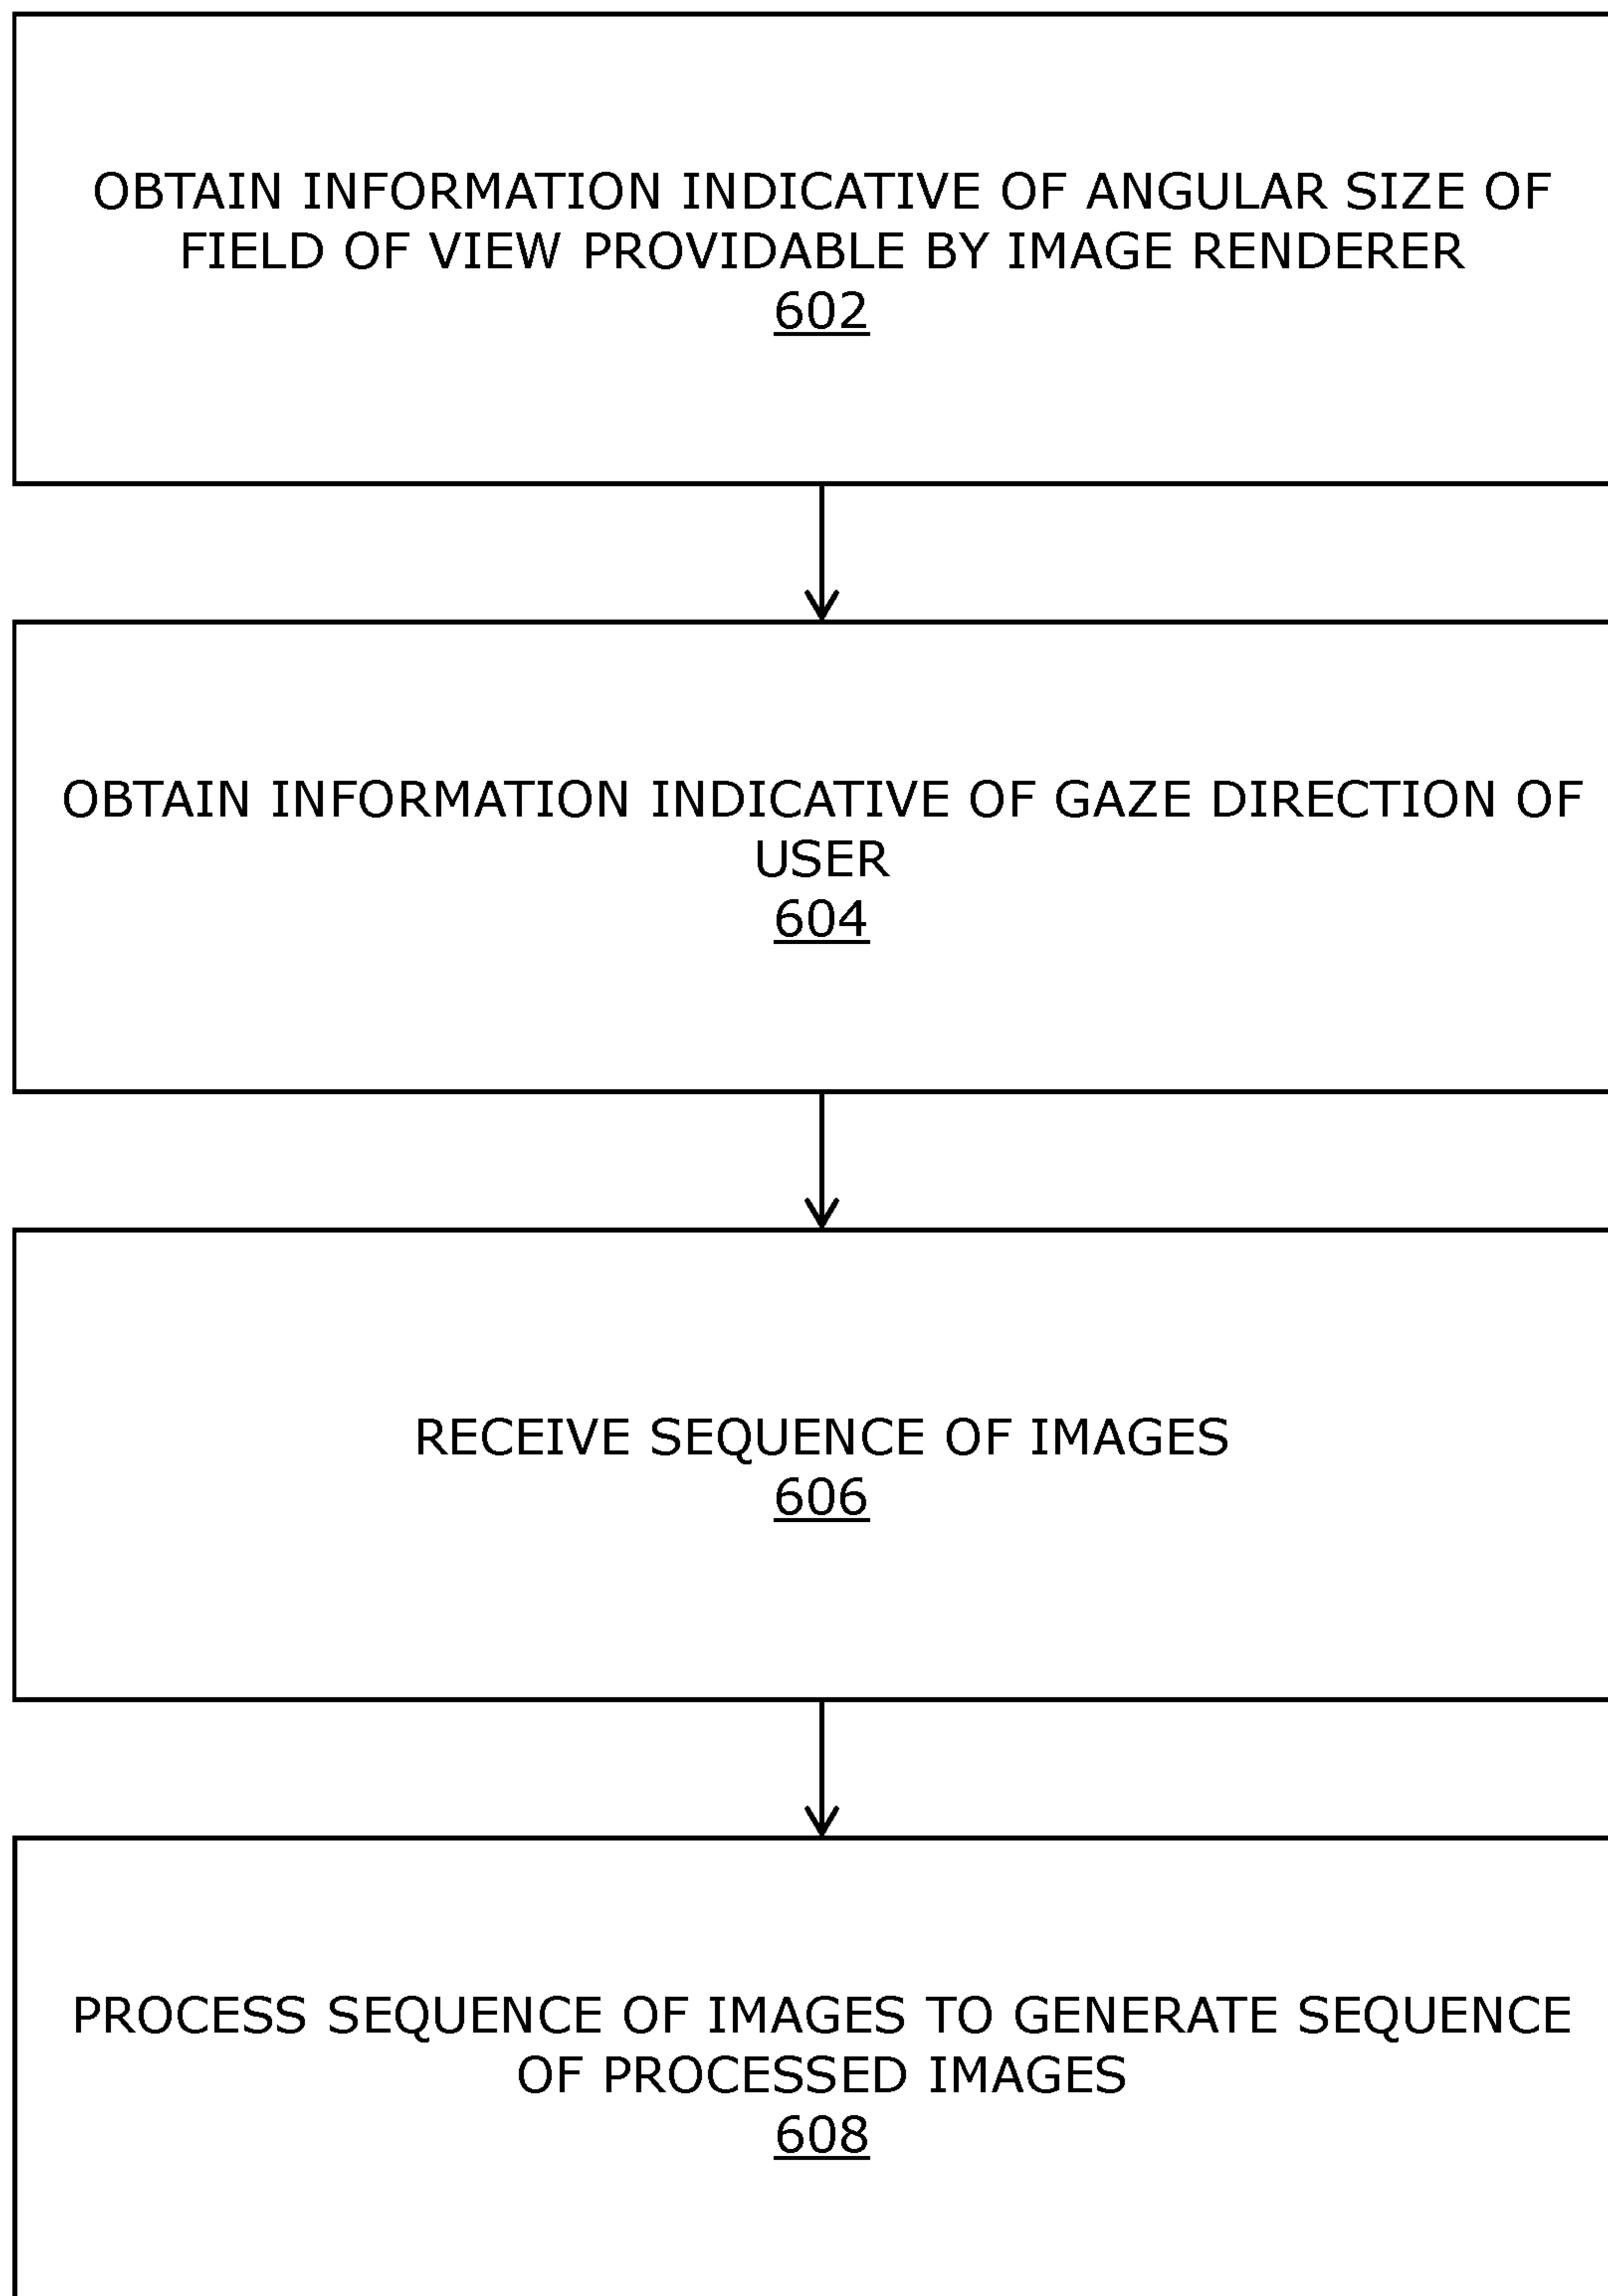 OBTAIN INFORMATION INDICATIVE OF ANGULAR SIZE OF
FIELD OF VIEW PROVIDABLE BY IMAGE RENDERER
602
OBTAIN INFORMATION INDICATIVE OF GAZE DIRECTION OF
USER
604
RECEIVE SEQUENCE OF IMAGES
606
PROCESS SEQUENCE OF IMAGES TO GENERATE SEQUENCE
OF PROCESSED IMAGES
608